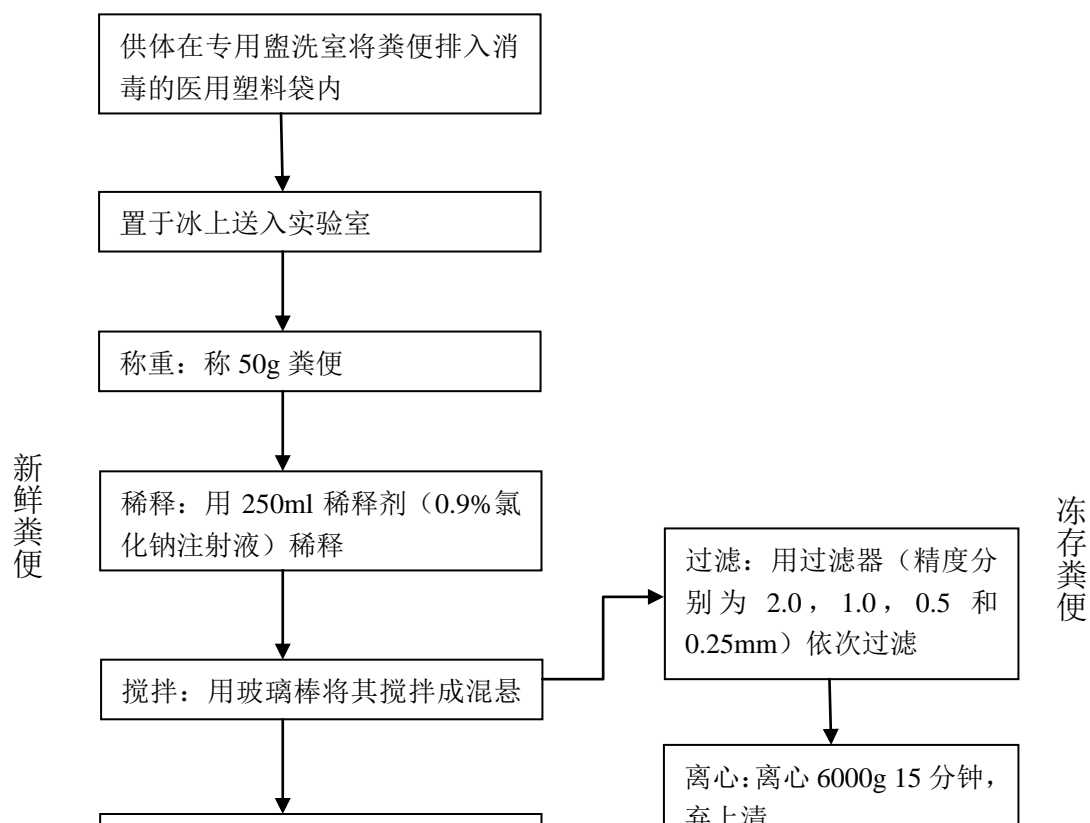 供体在专用盥洗室将粪便排入消
毒的医用塑料袋内
置于冰上送入实验室
称重：称 50g 粪便
新鲜粪便
稀释：用 250ml 稀释剂（0.9%氯
化钠注射液）稀释
搅拌：用玻璃棒将其搅拌成混悬
冻存粪便
过滤：用过滤器（精度分
别为 2.0，1.0，0.5 和
0.25mm）依次过滤
离心：离心 6000g 15 分钟，
弃上清